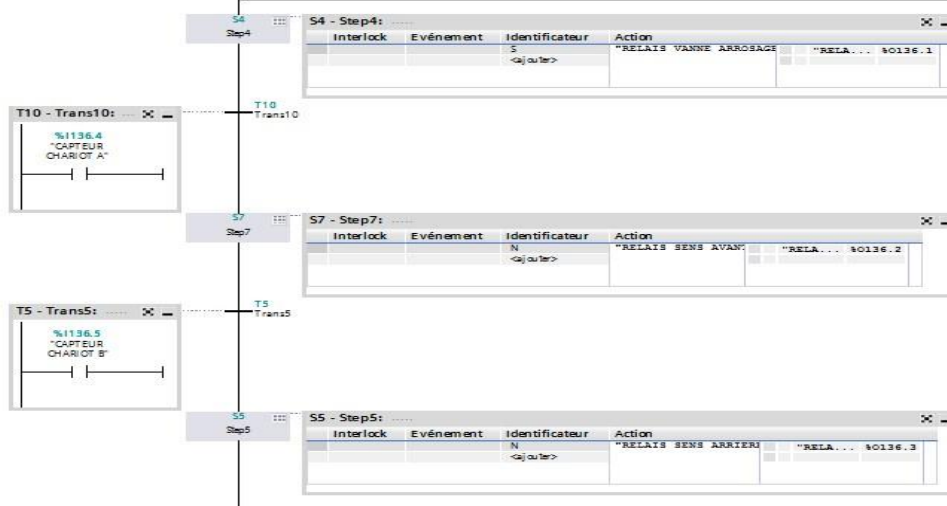 S4
Step4
S4 - Step4: .....
Interlock Evénement Identificateur Action
S "RELAIS VANNE ARROSAGE "RELA... %Q136.1
<ajouter>
T10 - Trans10: ...
T10
Trans10
%I136.4
"CAPTEUR
CHARIOT A"
S7
Step7
S7 - Step7: .....
Interlock Evénement Identificateur Action
N "RELAIS SENS AVANT "RELA... %Q136.2
<ajouter>
T5 - Trans5: .....
T5
Trans5
%I136.5
"CAPTEUR
CHARIOT B"
S5
Step5
S5 - Step5: .....
Interlock Evénement Identificateur Action
N "RELAIS SENS ARRIERE "RELA... %Q136.3
<ajouter>